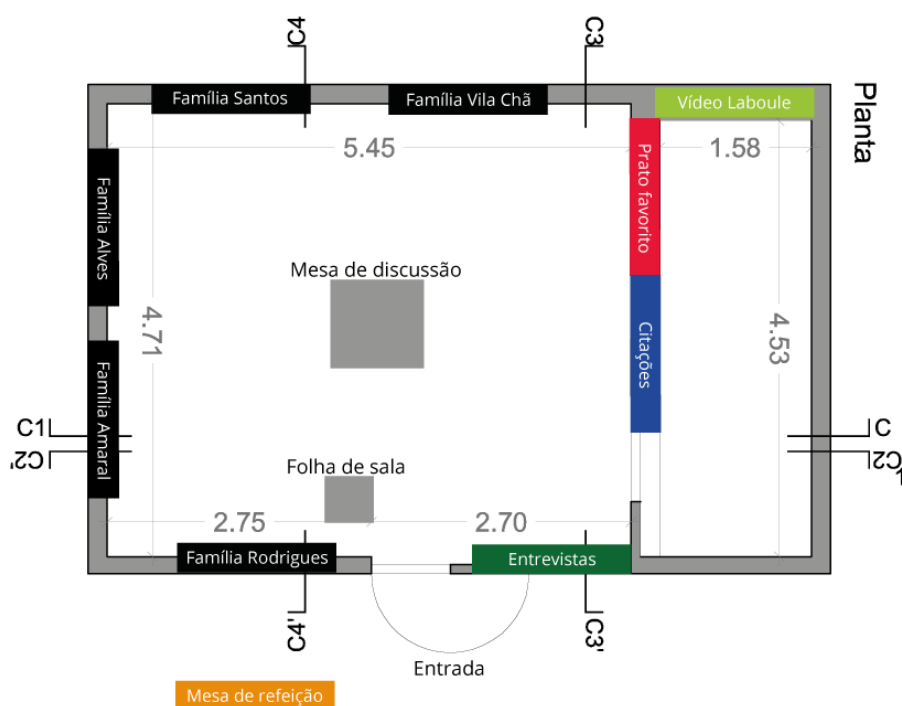 C4
C3
Família Santos
Família Vila Chã
Vídeo Laboule
Planta
5.45
1.58
Prato favorito
Família Alves
Mesa de discussão
4.71
4.53
Citações
Família Amaral
C1
C
C2'
C2
Folha de sala
2.75
2.70
Família Rodrigues
Entrevistas
C4'
C3'
Entrada
Mesa de refeição